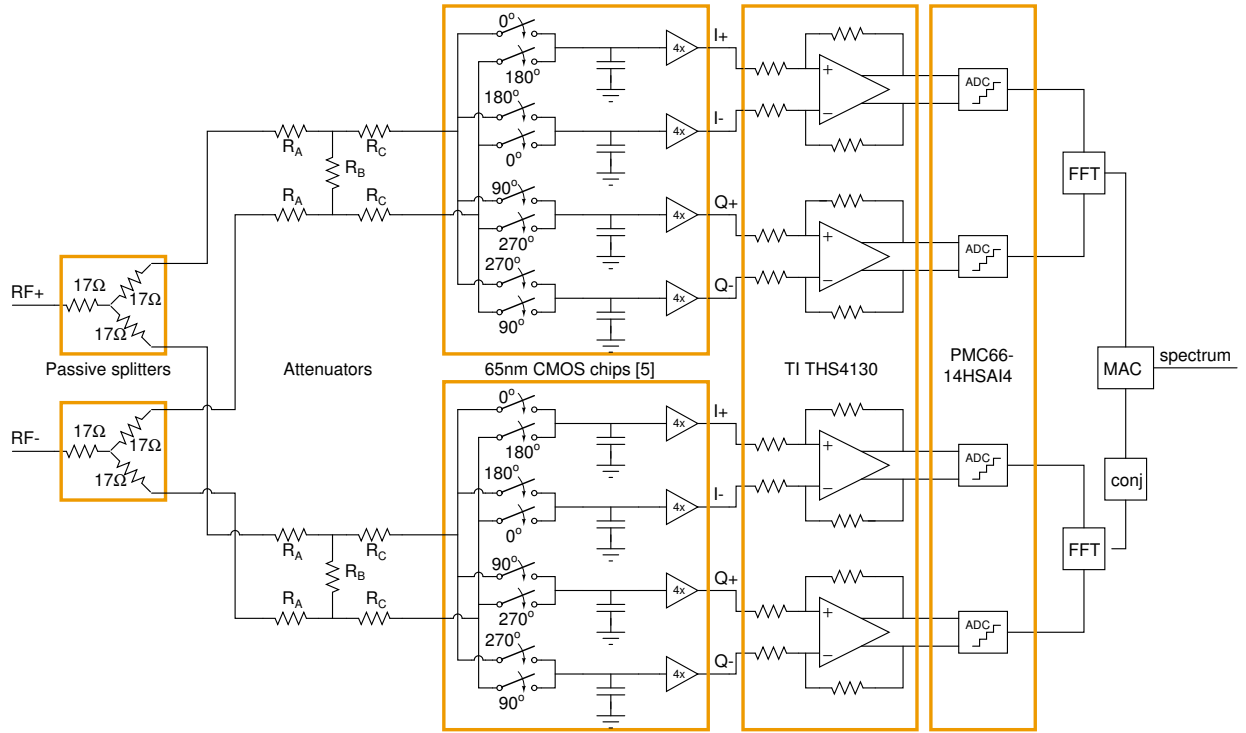 RF+
17Ω
17Ω
17Ω
Passive splitters
RF-
17Ω
17Ω
17Ω
Attenuators
R_A
R_C
R_B
R_A
R_C
R_A
R_C
R_B
R_A
R_C
0°
180°
180°
0°
90°
270°
270°
90°
4x
4x
4x
4x
65nm CMOS chips [5]
0°
180°
180°
0°
90°
270°
270°
90°
4x
4x
4x
4x
I+
I-
Q+
Q-
I+
I-
Q+
Q-
+
−
+
−
TI THS4130
+
−
+
−
ADC
ADC
PMC66-
14HSAI4
ADC
ADC
FFT
MAC
spectrum
conj
FFT